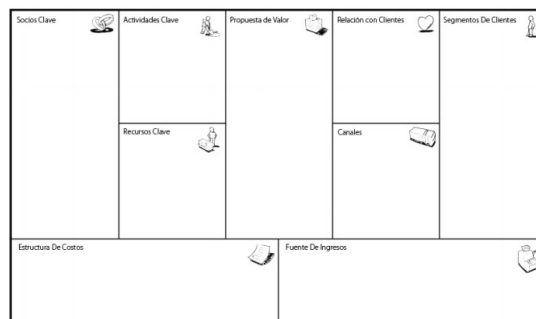 Socios Clave
Actividades Clave
Propuesta de Valor
Relación con Clientes
Segmentos De Clientes
Recursos Clave
Canales
Estructura De Costos
Fuente De Ingresos